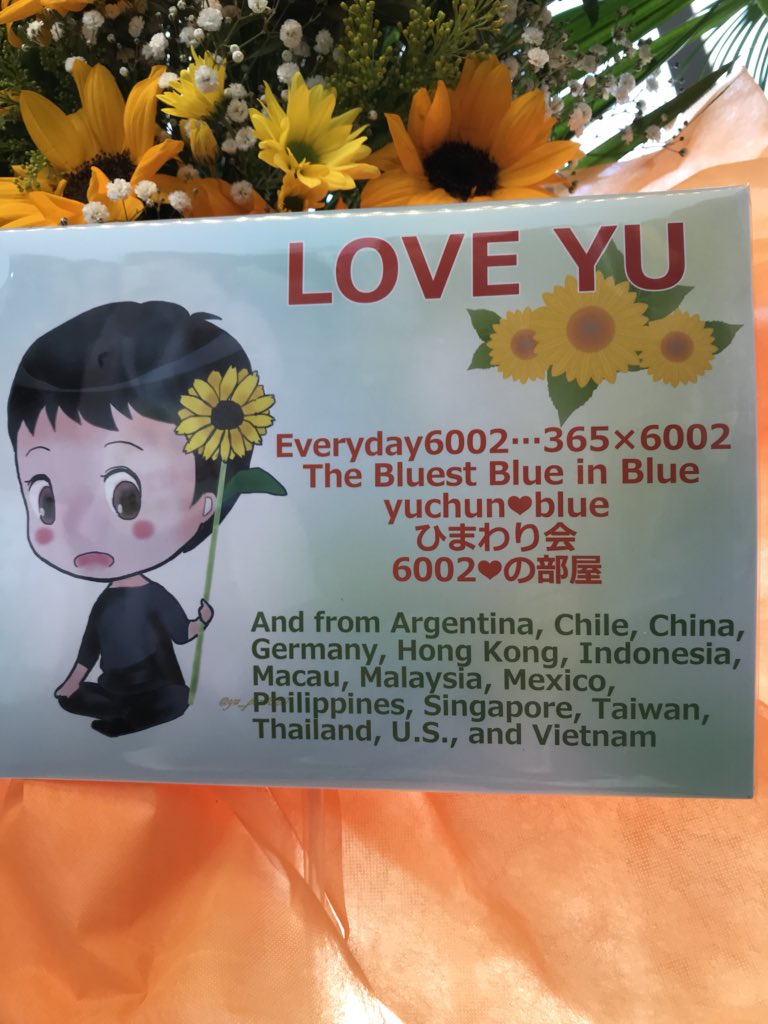 LOVE YU
Everyday6002…365×6002
The Bluest Blue in Blue
yuchun❤blue
ひまわり会
6002❤の部屋
And from Argentina, Chile, China,
Germany, Hong Kong, Indonesia,
Macau, Malaysia, Mexico,
Philippines, Singapore, Taiwan,
Thailand, U.S., and Vietnam